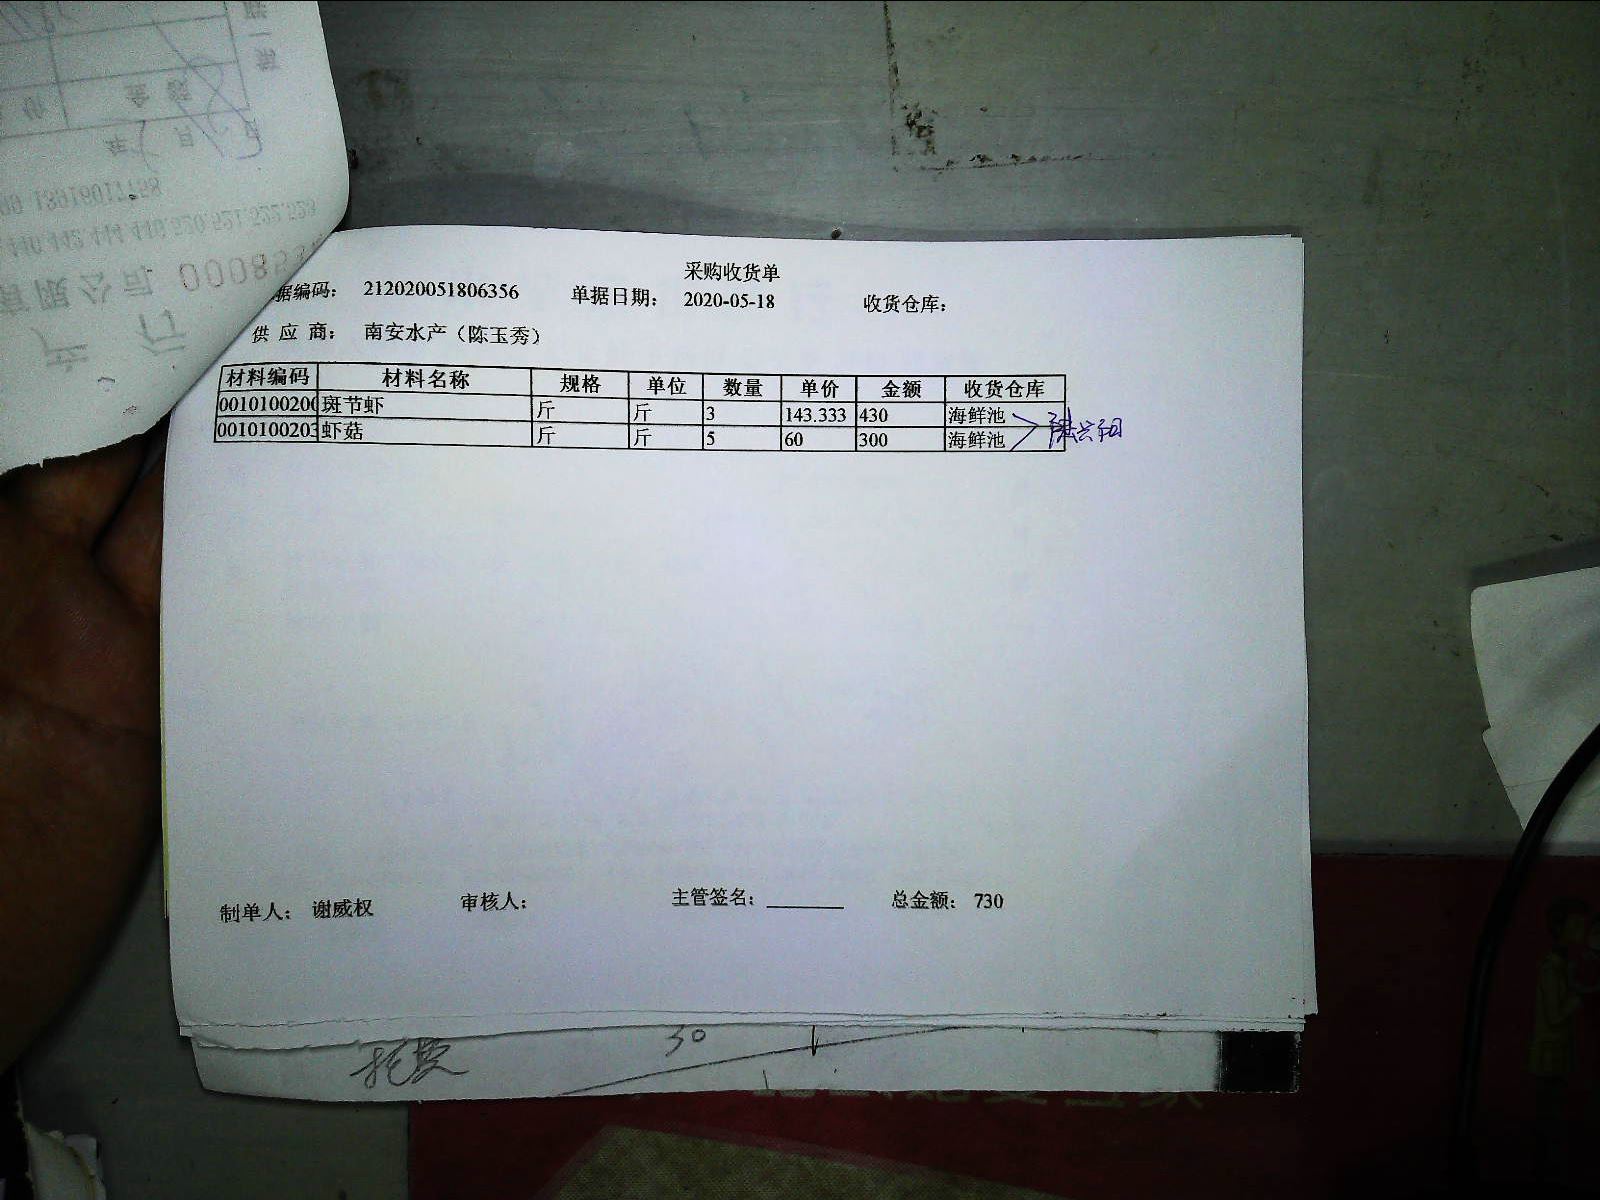 采购收货单
据编码： 212020051806356 单据日期： 2020-05-18 收货仓库：
供 应 商： 南安水产（陈玉秀）
材料编码 材料名称 规格 单位 数量 单价 金额 收货仓库
0010100200 斑节虾 斤 斤 3 143.333 430 海鲜池
0010100203 虾菇 斤 斤 5 60 300 海鲜池
制单人： 谢威权 审核人： 主管签名：________ 总金额： 730
托费 30